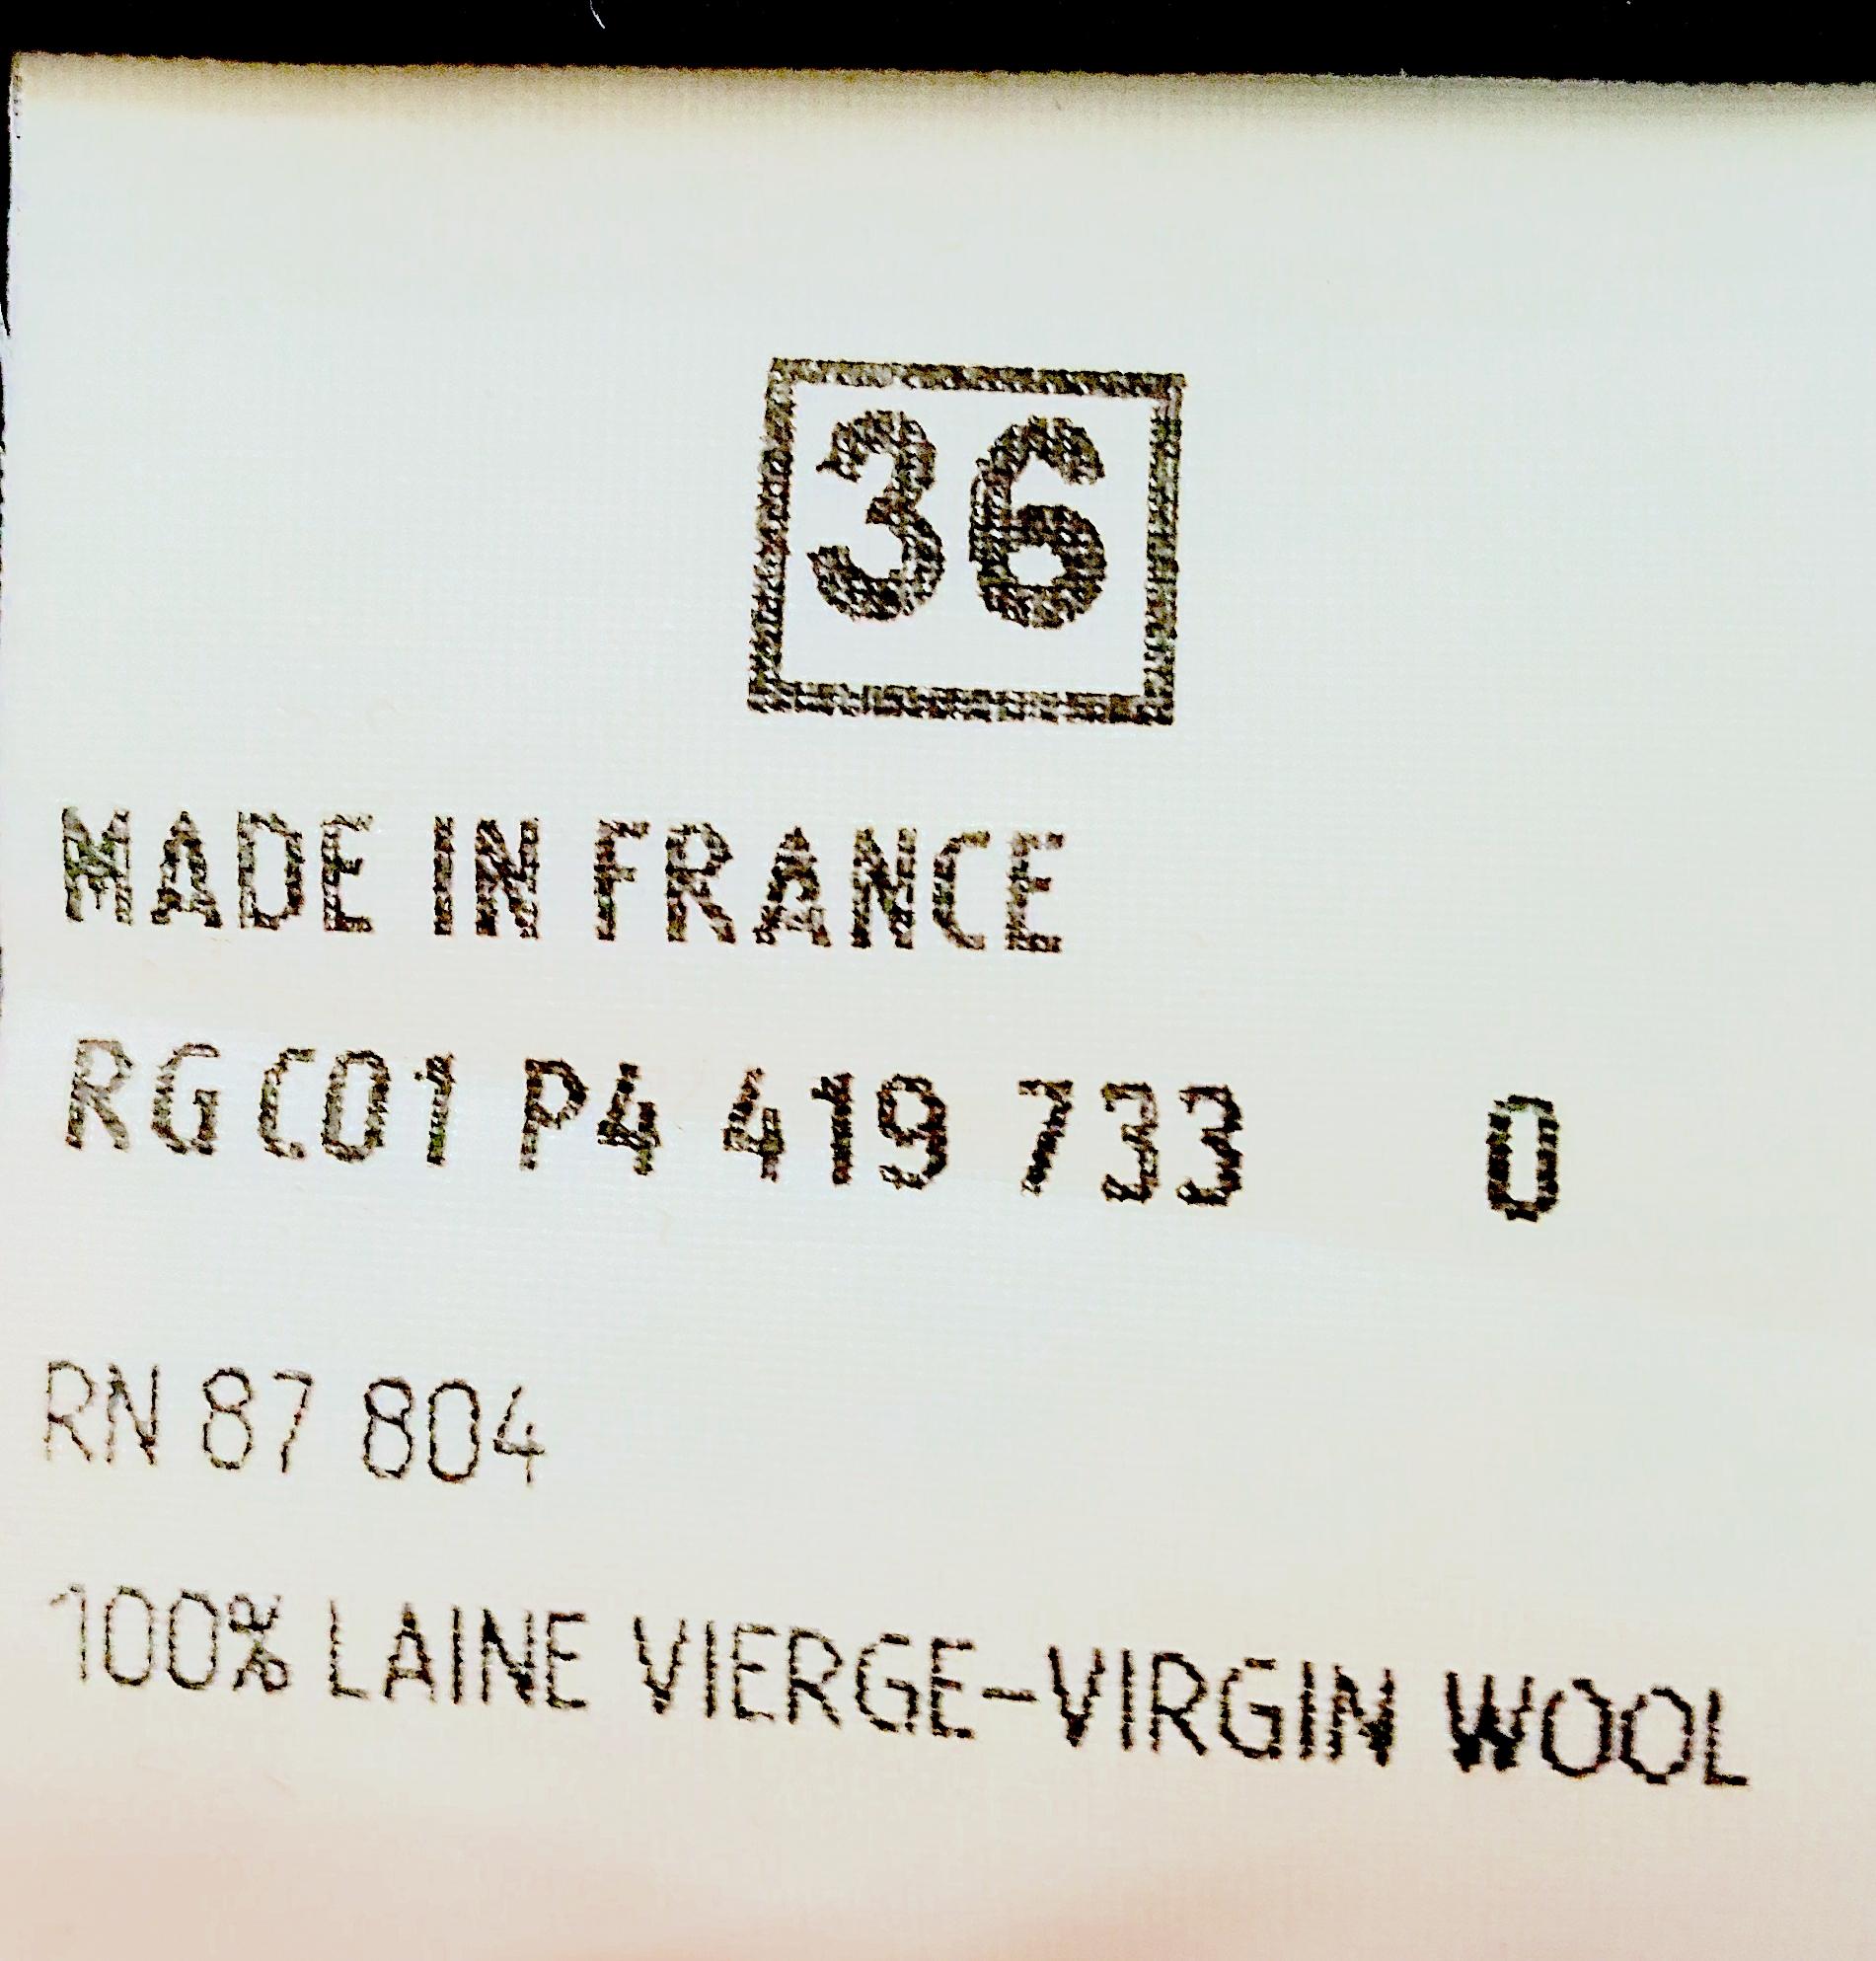 36
MADE IN FRANCE
RG C01 P4 419 733 0
RN 87 804
100% LAINE VIERGE-VIRGIN WOOL